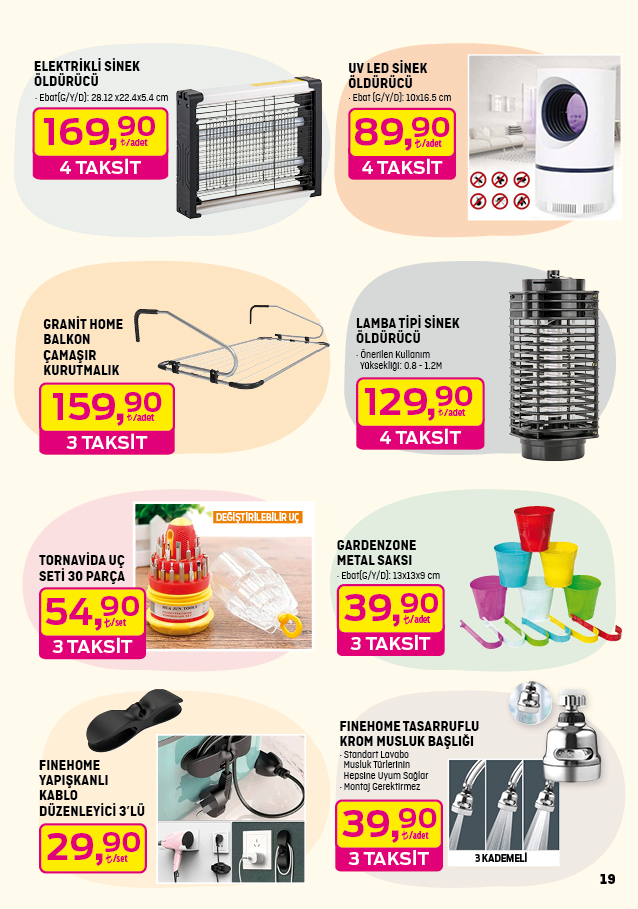 ELEKTRİKLİ SİNEK
ÖLDÜRÜCÜ
· Ebat(G/Y/D): 28.12 x22.4x5.4 cm
169,90
₺/adet
4 TAKSİT
UV LED SİNEK
ÖLDÜRÜCÜ
· Ebat (G/Y/D): 10x16.5 cm
89,90
₺/adet
4 TAKSİT
GRANİT HOME
BALKON
ÇAMAŞIR
KURUTMALIK
159,90
₺/adet
3 TAKSİT
LAMBA TİPİ SİNEK
ÖLDÜRÜCÜ
· Önerilen Kullanım
Yüksekliği: 0.8 - 1.2M
129,90
₺/adet
4 TAKSİT
DEĞİŞTİRİLEBİLİR UÇ
TORNAVİDA UÇ
SETİ 30 PARÇA
54,90
₺/set
3 TAKSİT
HUA JUN TOOLS
GARDENZONE
METAL SAKSI
· Ebat(G/Y/D): 13x13x9 cm
39,90
₺/adet
3 TAKSİT
FINEHOME
YAPIŞKANLI
KABLO
DÜZENLEYİCİ 3'LÜ
29,90
₺/set
FINEHOME TASARRUFLU
KROM MUSLUK BAŞLIĞI
· Standart Lavabo
Musluk Türlerinin
Hepsine Uyum Sağlar
· Montaj Gerektirmez
39,90
₺/adet
3 TAKSİT
3 KADEMELİ
19